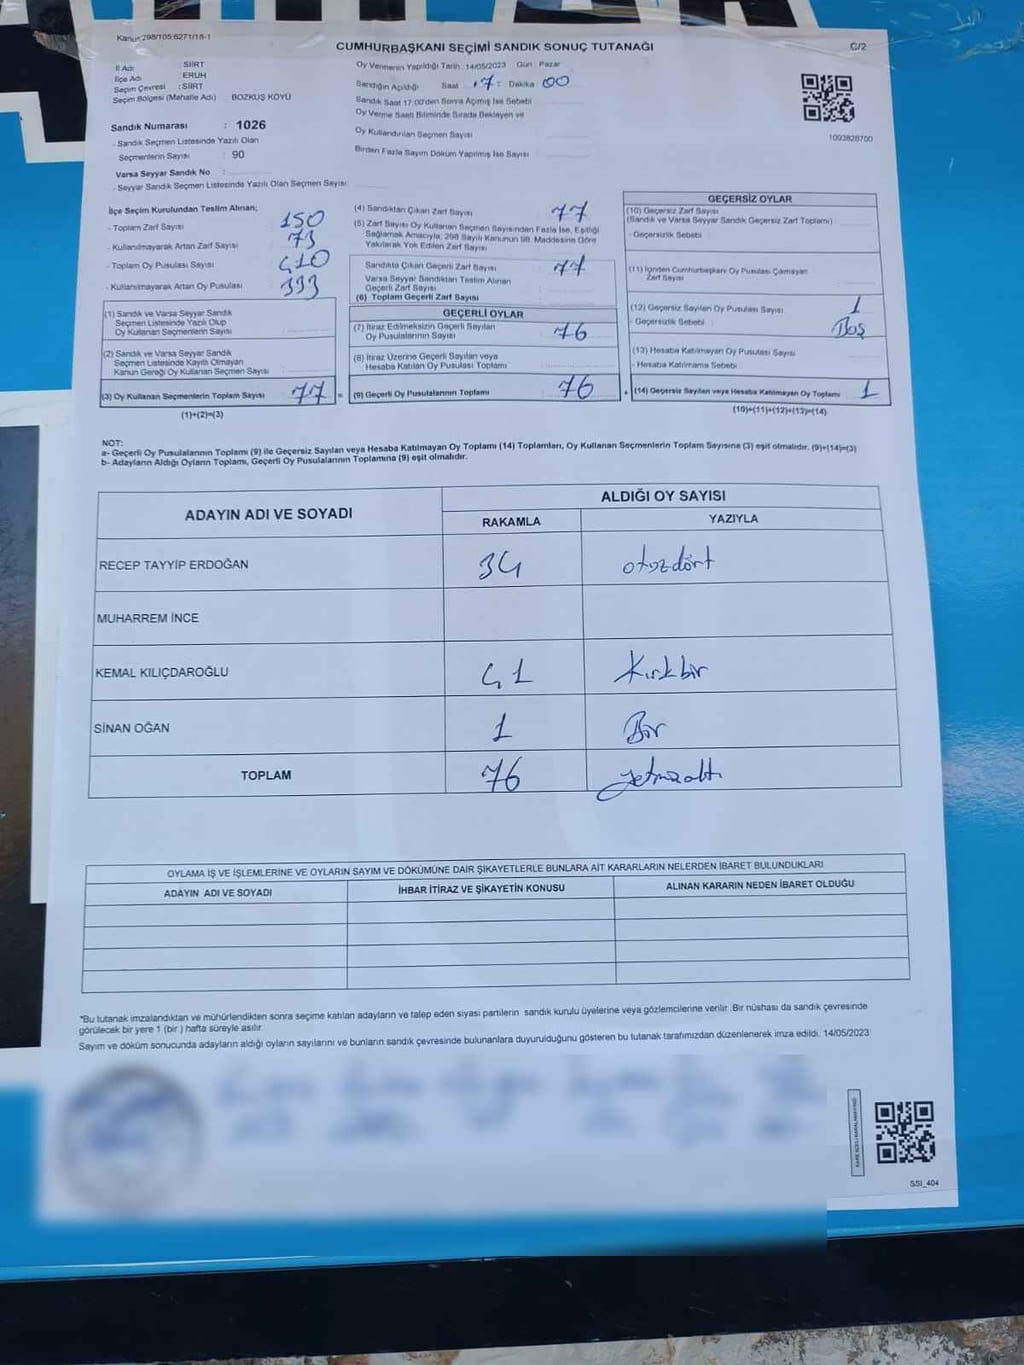 Kanun:298/105;6271/18-1
CUMHURBAŞKANI SEÇİMİ SANDIK SONUÇ TUTANAĞI
C/2
İl Adı : SİİRT
İlçe Adı : ERUH
Seçim Çevresi : SİİRT
Seçim Bölgesi (Mahalle Adı) : BOZKUŞ KÖYÜ
Sandık Numarası : 1026
- Sandık Seçmen Listesinde Yazılı Olan
Seçmenlerin Sayısı : 90
Varsa Seyyar Sandık No :
- Seyyar Sandık Seçmen Listesinde Yazılı Olan Seçmen Sayısı:
Oy Vermenin Yapıldığı Tarih :14/05/2023 Gün : Pazar
Sandığın Açıldığı Saat : 17 : Dakika : 00
Sandık Saat 17:00'den Sonra Açmış İse Sebebi
Oy Verme Saati Bitiminde Sırada Bekleyen ve
Oy Kullandırılan Seçmen Sayısı
Birden Fazla Sayım Döküm Yapılmış İse Sayısı
1093828700
İlçe Seçim Kurulundan Teslim Alınan;
- Toplam Zarf Sayısı : 150
- Kullanılmayarak Artan Zarf Sayısı : 73
- Toplam Oy Pusulası Sayısı : 410
- Kullanılmayarak Artan Oy Pusulası : 333
(1) Sandık ve Varsa Seyyar Sandık
Seçmen Listesinde Yazılı Olup
Oy Kullanan Seçmenlerin Sayısı :
(2) Sandık ve Varsa Seyyar Sandık
Seçmen Listesinde Kayıtlı Olmayan
Kanun Gereği Oy Kullanan Seçmen Sayısı :
(3) Oy Kullanan Seçmenlerin Toplam Sayısı : 77 =
(1)+(2)=(3)
(4) Sandıktan Çıkan Zarf Sayısı : 77
(5) Zarf Sayısı Oy Kullanan Seçmen Sayısından Fazla İse, Eşitliği
Sağlamak Amacıyla; 298 Sayılı Kanunun 98. Maddesine Göre
Yakılarak Yok Edilen Zarf Sayısı
Sandıkta Çıkan Geçerli Zarf Sayısı : 77
Varsa Seyyar Sandıktan Teslim Alınan
Geçerli Zarf Sayısı
(6) Toplam Geçerli Zarf Sayısı
GEÇERLİ OYLAR
(7) İtiraz Edilmeksizin Geçerli Sayılan
Oy Pusulasının Sayısı : 76
(8) İtiraz Üzerine Geçerli Sayılan veya
Hesaba Katılan Oy Pusulası Toplamı :
(9) Geçerli Oy Pusulalarının Toplamı : 76 +
GEÇERSİZ OYLAR
(10) Geçersiz Zarf Sayısı
(Sandık ve Varsa Seyyar Sandık Geçersiz Zarf Toplamı) :
- Geçersizlik Sebebi :
(11) İçinden Cumhurbaşkanı Oy Pusulası Çıkmayan
Zarf Sayısı :
(12) Geçersiz Sayılan Oy Pusulası Sayısı : 1
- Geçersizlik Sebebi : Boş
(13) Hesaba Katılmayan Oy Pusulası Sayısı :
- Hesaba Katılmama Sebebi :
(14) Geçersiz Sayılan veya Hesaba Katılmayan Oy Toplamı : 1
(10)+(11)+(12)+(13)=(14)
NOT:
a- Geçerli Oy Pusulalarının Toplamı (9) ile Geçersiz Sayılan veya Hesaba Katılmayan Oy Toplamı (14) Toplamları, Oy Kullanan Seçmenlerin Toplam Sayısına (3) eşit olmalıdır. (9)+(14)=(3)
b- Adayların Aldığı Oyların Toplamı, Geçerli Oy Pusulalarının Toplamına (9) eşit olmalıdır.
ADAYIN ADI VE SOYADI
ALDIĞI OY SAYISI
RAKAMLA YAZIYLA
RECEP TAYYİP ERDOĞAN 34 otuzdört
MUHARREM İNCE
KEMAL KILIÇDAROĞLU 41 Kırkbir
SİNAN OĞAN 1 Bir
TOPLAM 76 yetmişaltı
OYLAMA İŞ VE İŞLEMLERİNE VE OYLARIN SAYIM VE DÖKÜMÜNE DAİR ŞİKAYETLERLE BUNLARA AİT KARARLARIN NELERDEN İBARET BULUNDUKLARI
ADAYIN ADI VE SOYADI İHBAR İTİRAZ VE ŞİKAYETİN KONUSU ALINAN KARARIN NEDEN İBARET OLDUĞU
*Bu tutanak imzalandıktan ve mühürlendikten sonra seçime katılan adayların ve talep eden siyasi partilerin sandık kurulu üyelerine veya gözlemcilerine verilir. Bir nüshası da sandık çevresinde
görülecek bir yere 1 (bir ) hafta süreyle asılır.
Sayım ve döküm sonucunda adayların aldığı oyların sayılarını ve bunların sandık çevresinde bulunanlara duyurulduğunu gösteren bu tutanak tarafımızdan düzenlenerek imza edildi. 14/05/2023
SSI_404